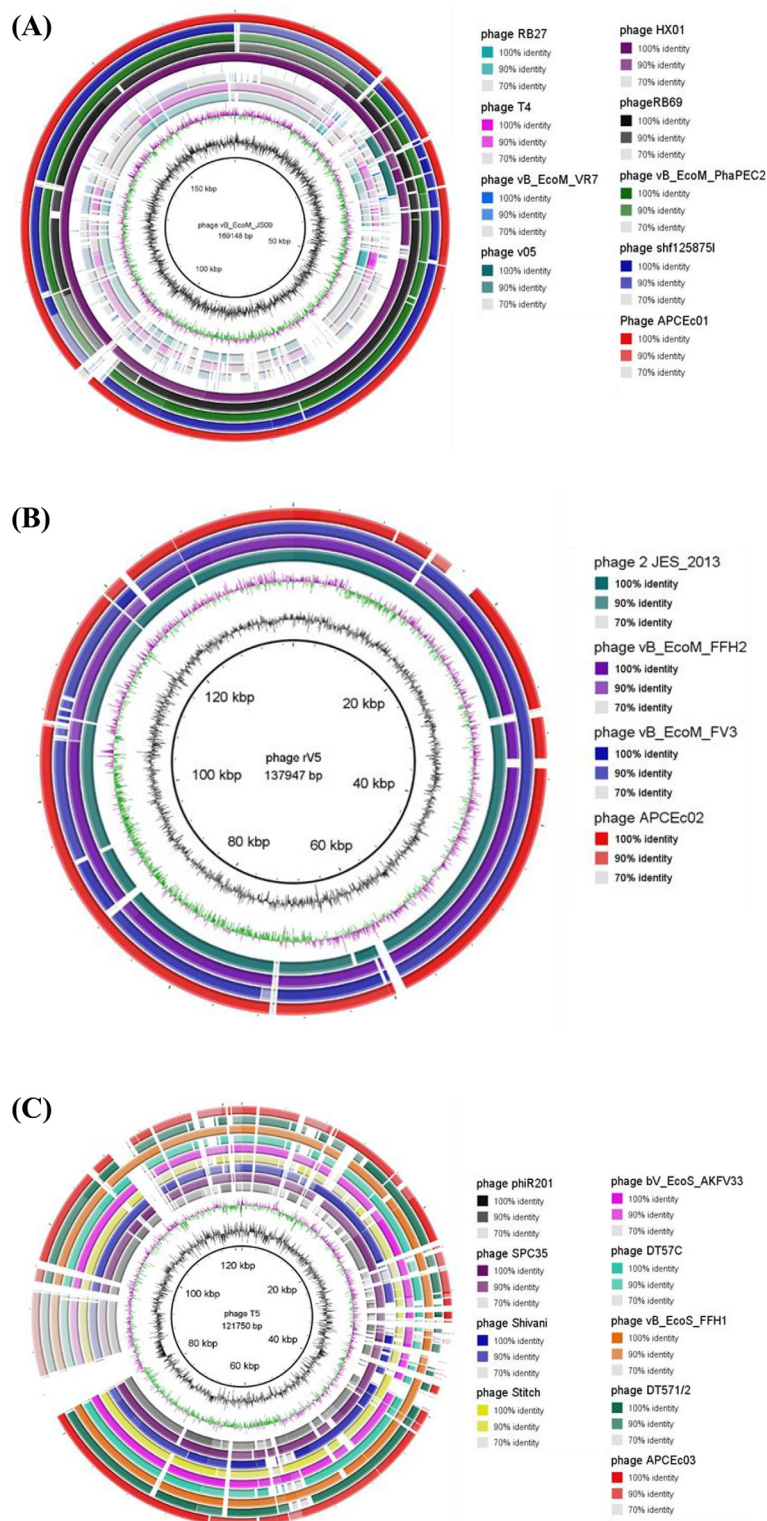 (A)
150 kbp
phage vB_EcoM_JS09
169148 bp
50 kbp
100 kbp
phage RB27
100% identity
90% identity
70% identity
phage T4
100% identity
90% identity
70% identity
phage vB_EcoM_VR7
100% identity
90% identity
70% identity
phage v05
100% identity
90% identity
70% identity
phage HX01
100% identity
90% identity
70% identity
phageRB69
100% identity
90% identity
70% identity
phage vB_EcoM_PhaPEC2
100% identity
90% identity
70% identity
phage shf125875I
100% identity
90% identity
70% identity
Phage APCEc01
100% identity
90% identity
70% identity
(B)
120 kbp
20 kbp
phage rV5
137947 bp
100 kbp
40 kbp
80 kbp
60 kbp
phage 2 JES_2013
100% identity
90% identity
70% identity
phage vB_EcoM_FFH2
100% identity
90% identity
70% identity
phage vB_EcoM_FV3
100% identity
90% identity
70% identity
phage APCEc02
100% identity
90% identity
70% identity
(C)
120 kbp
100 kbp
20 kbp
phage T5
121750 bp
80 kbp
40 kbp
60 kbp
phage phiR201
100% identity
90% identity
70% identity
phage SPC35
100% identity
90% identity
70% identity
phage Shivani
100% identity
90% identity
70% identity
phage Stitch
100% identity
90% identity
70% identity
phage bV_EcoS_AKFV33
100% identity
90% identity
70% identity
phage DT57C
100% identity
90% identity
70% identity
phage vB_EcoS_FFH1
100% identity
90% identity
70% identity
phage DT571/2
100% identity
90% identity
70% identity
phage APCEc03
100% identity
90% identity
70% identity